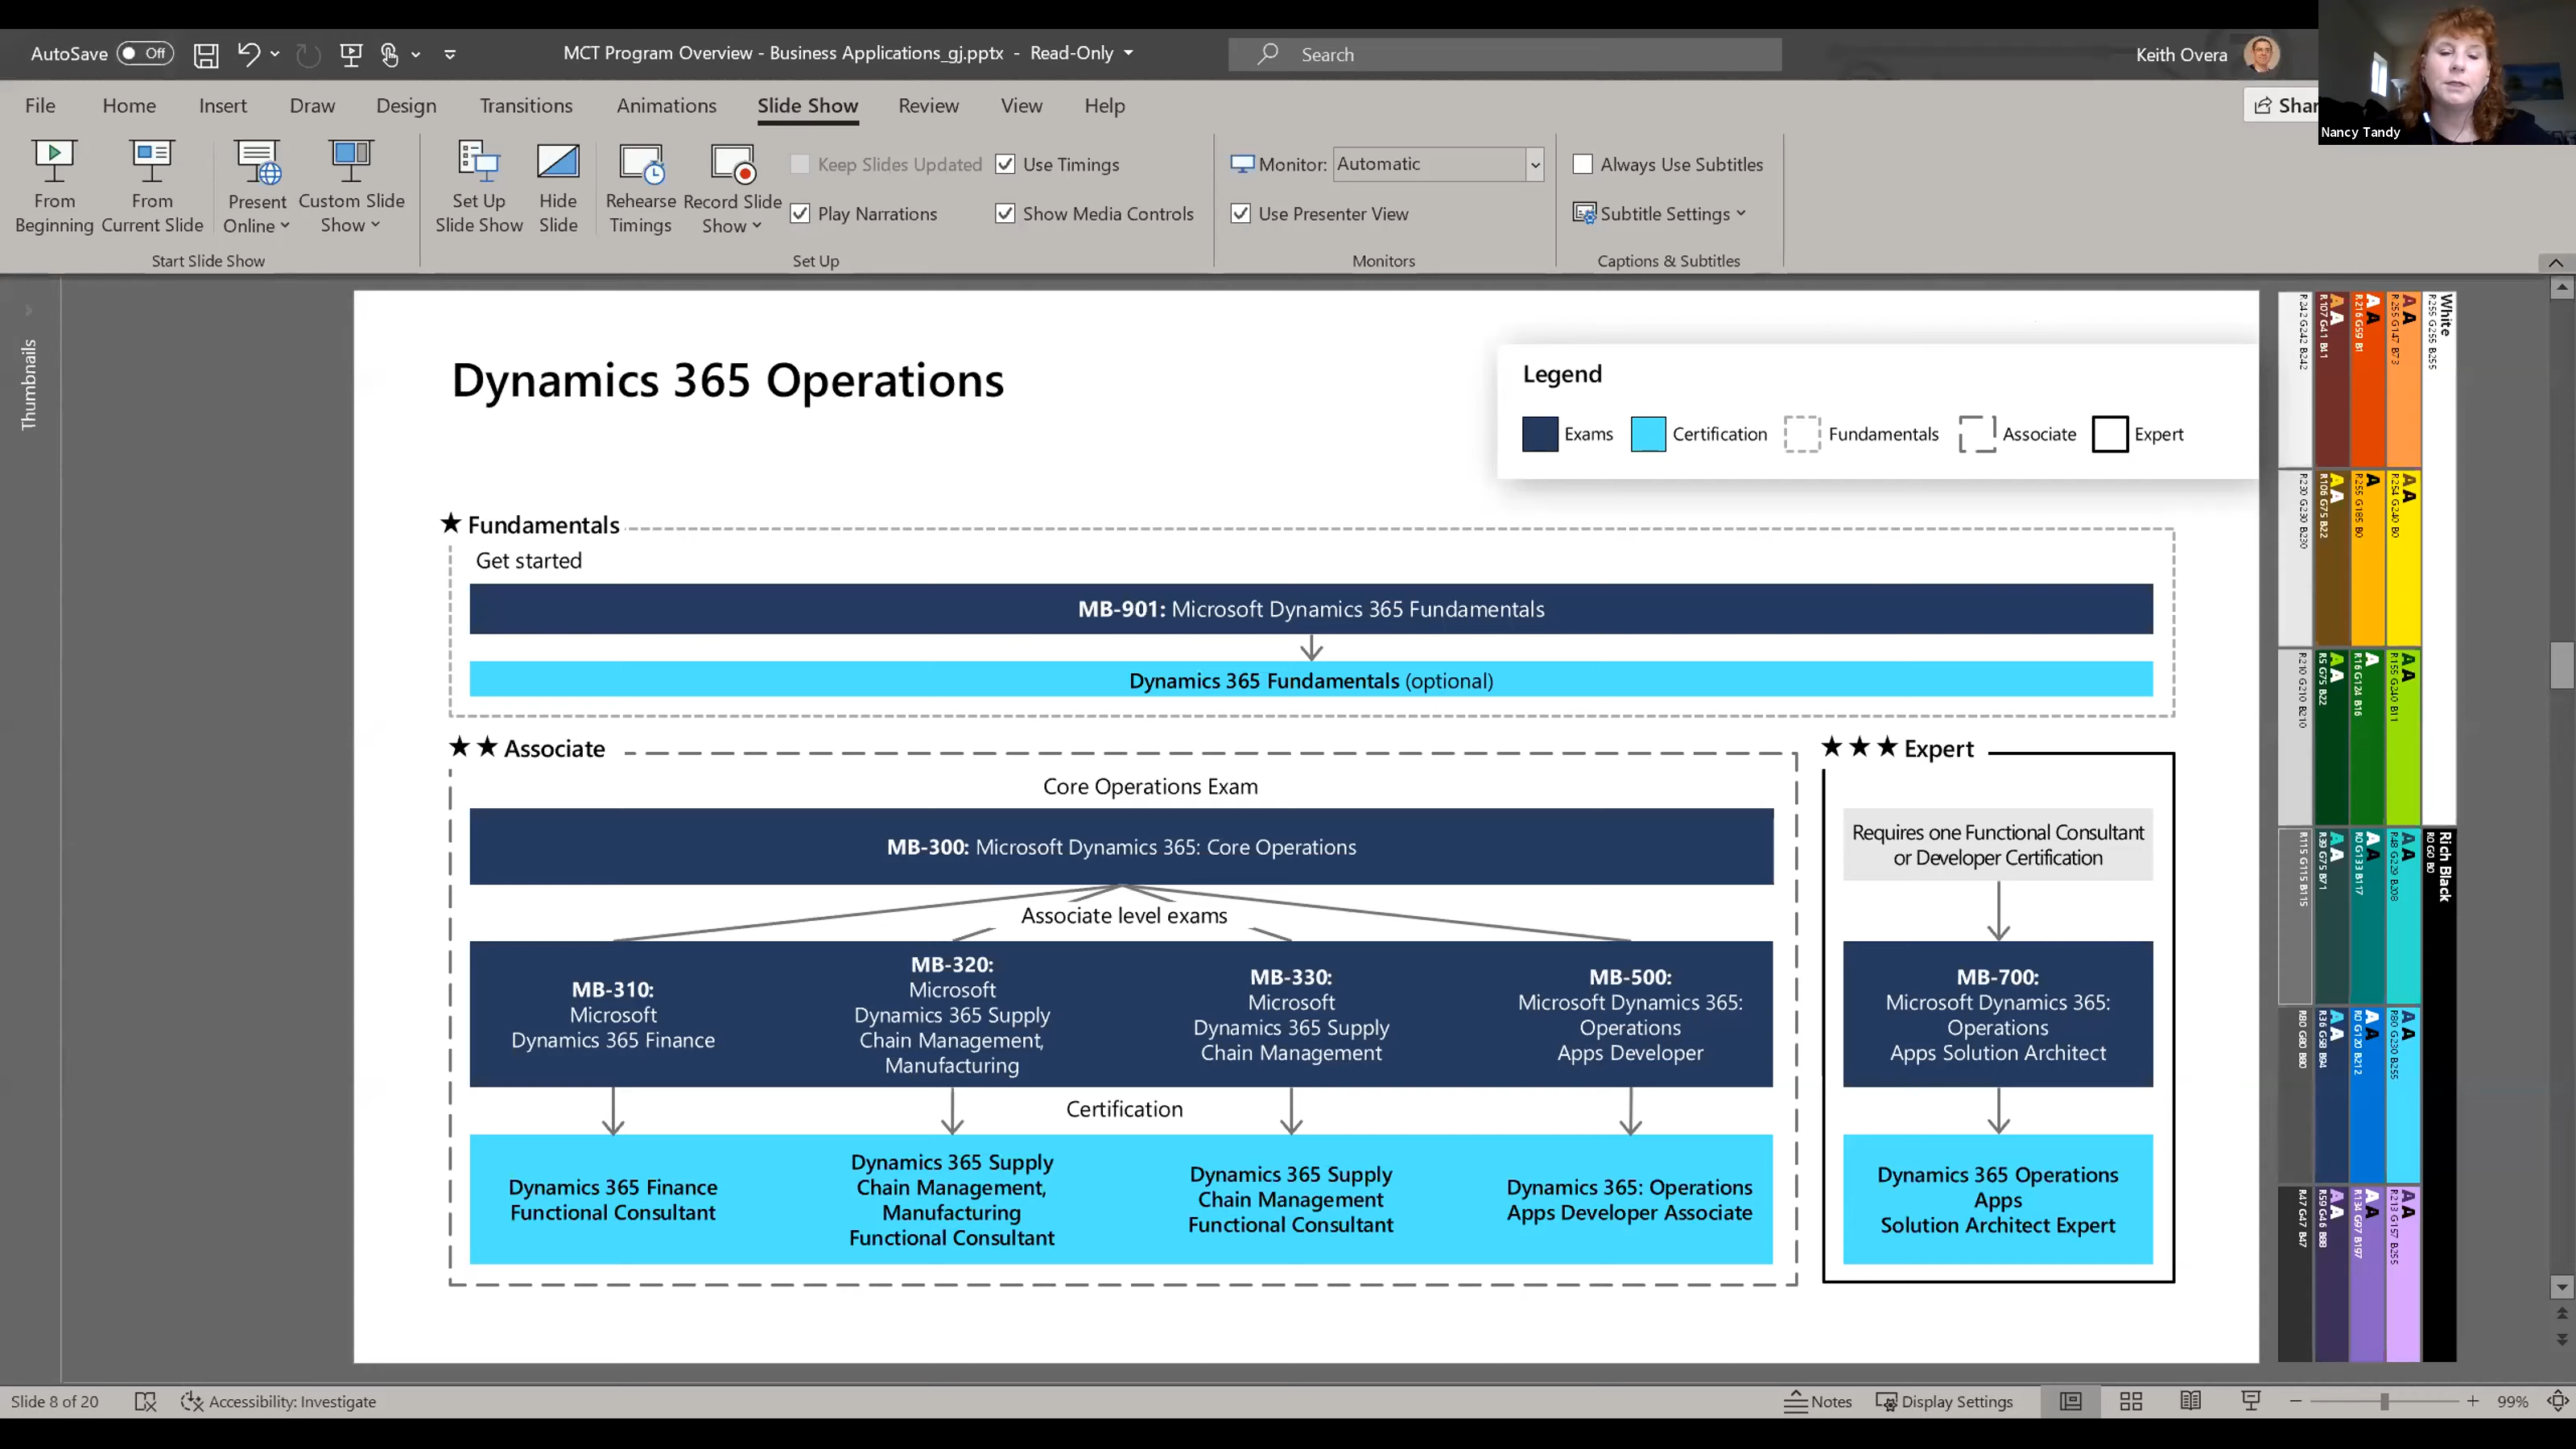 AutoSave Off
MCT Program Overview - Business Applications_gj.pptx - Read-Only
Search
Keith Overa
Nancy Tandy
File Home Insert Draw Design Transitions Animations Slide Show Review View Help
Shar
From Beginning
From Current Slide
Present Online
Custom Slide Show
Start Slide Show
Set Up Slide Show
Hide Slide
Rehearse Timings
Record Slide Show
Keep Slides Updated
Use Timings
Play Narrations
Show Media Controls
Set Up
Monitor: Automatic
Use Presenter View
Monitors
Always Use Subtitles
Subtitle Settings
Captions & Subtitles
Thumbnails
Dynamics 365 Operations
Legend
Exams Certification Fundamentals Associate Expert
★ Fundamentals
Get started
MB-901: Microsoft Dynamics 365 Fundamentals
Dynamics 365 Fundamentals (optional)
★ ★ Associate
Core Operations Exam
MB-300: Microsoft Dynamics 365: Core Operations
Associate level exams
MB-310:
Microsoft
Dynamics 365 Finance
MB-320:
Microsoft
Dynamics 365 Supply
Chain Management,
Manufacturing
MB-330:
Microsoft
Dynamics 365 Supply
Chain Management
MB-500:
Microsoft Dynamics 365:
Operations
Apps Developer
Certification
Dynamics 365 Finance
Functional Consultant
Dynamics 365 Supply
Chain Management,
Manufacturing
Functional Consultant
Dynamics 365 Supply
Chain Management
Functional Consultant
Dynamics 365: Operations
Apps Developer Associate
★ ★ ★ Expert
Requires one Functional Consultant
or Developer Certification
MB-700:
Microsoft Dynamics 365:
Operations
Apps Solution Architect
Dynamics 365 Operations
Apps
Solution Architect Expert
White
R255 G255 B255
Rich Black
R0 G0 B0
Slide 8 of 20
Accessibility: Investigate
Notes
Display Settings
99%